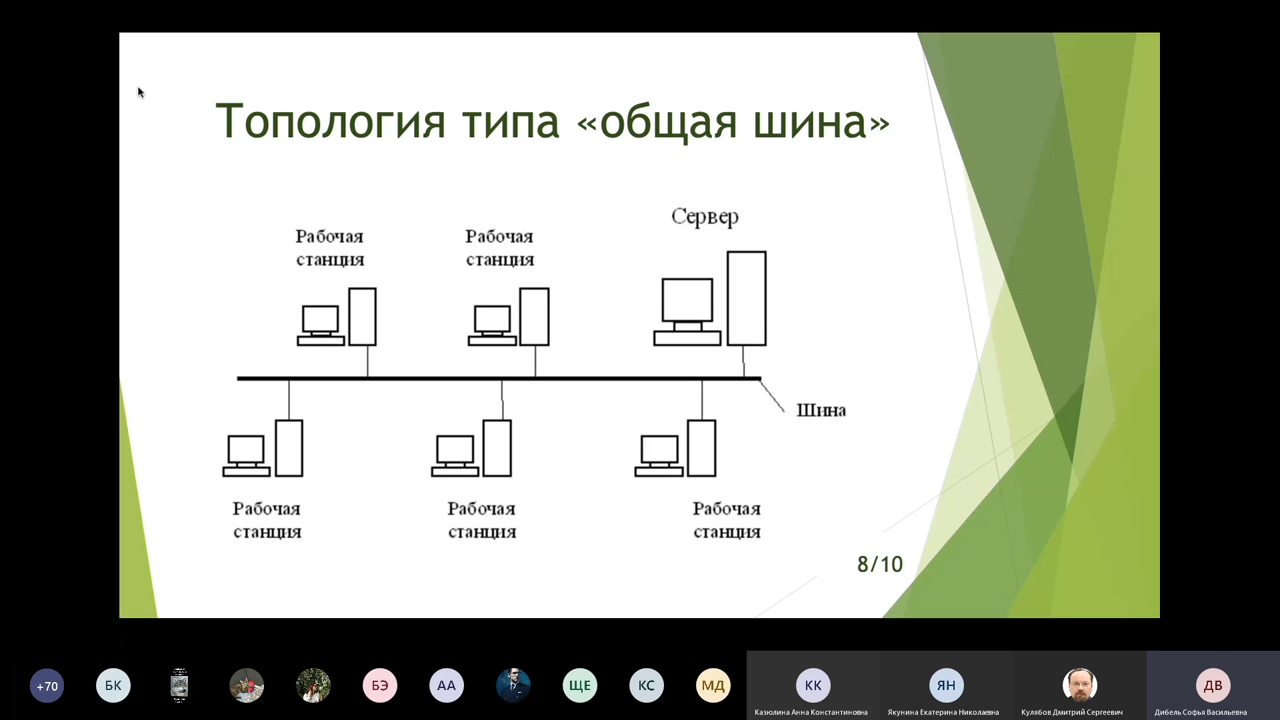 Топология типа «общая шина»
Сервер
Рабочая
станция
Рабочая
станция
Шина
Рабочая
станция
Рабочая
станция
Рабочая
станция
8/10
+70
БК
БЭ
АА
ЩЕ
КС
МД
КК
ЯН
ДВ
Казюлина Анна Константиновна
Якунина Екатерина Николаевна
Кулябов Дмитрий Сергеевич
Дибель Софья Васильевна